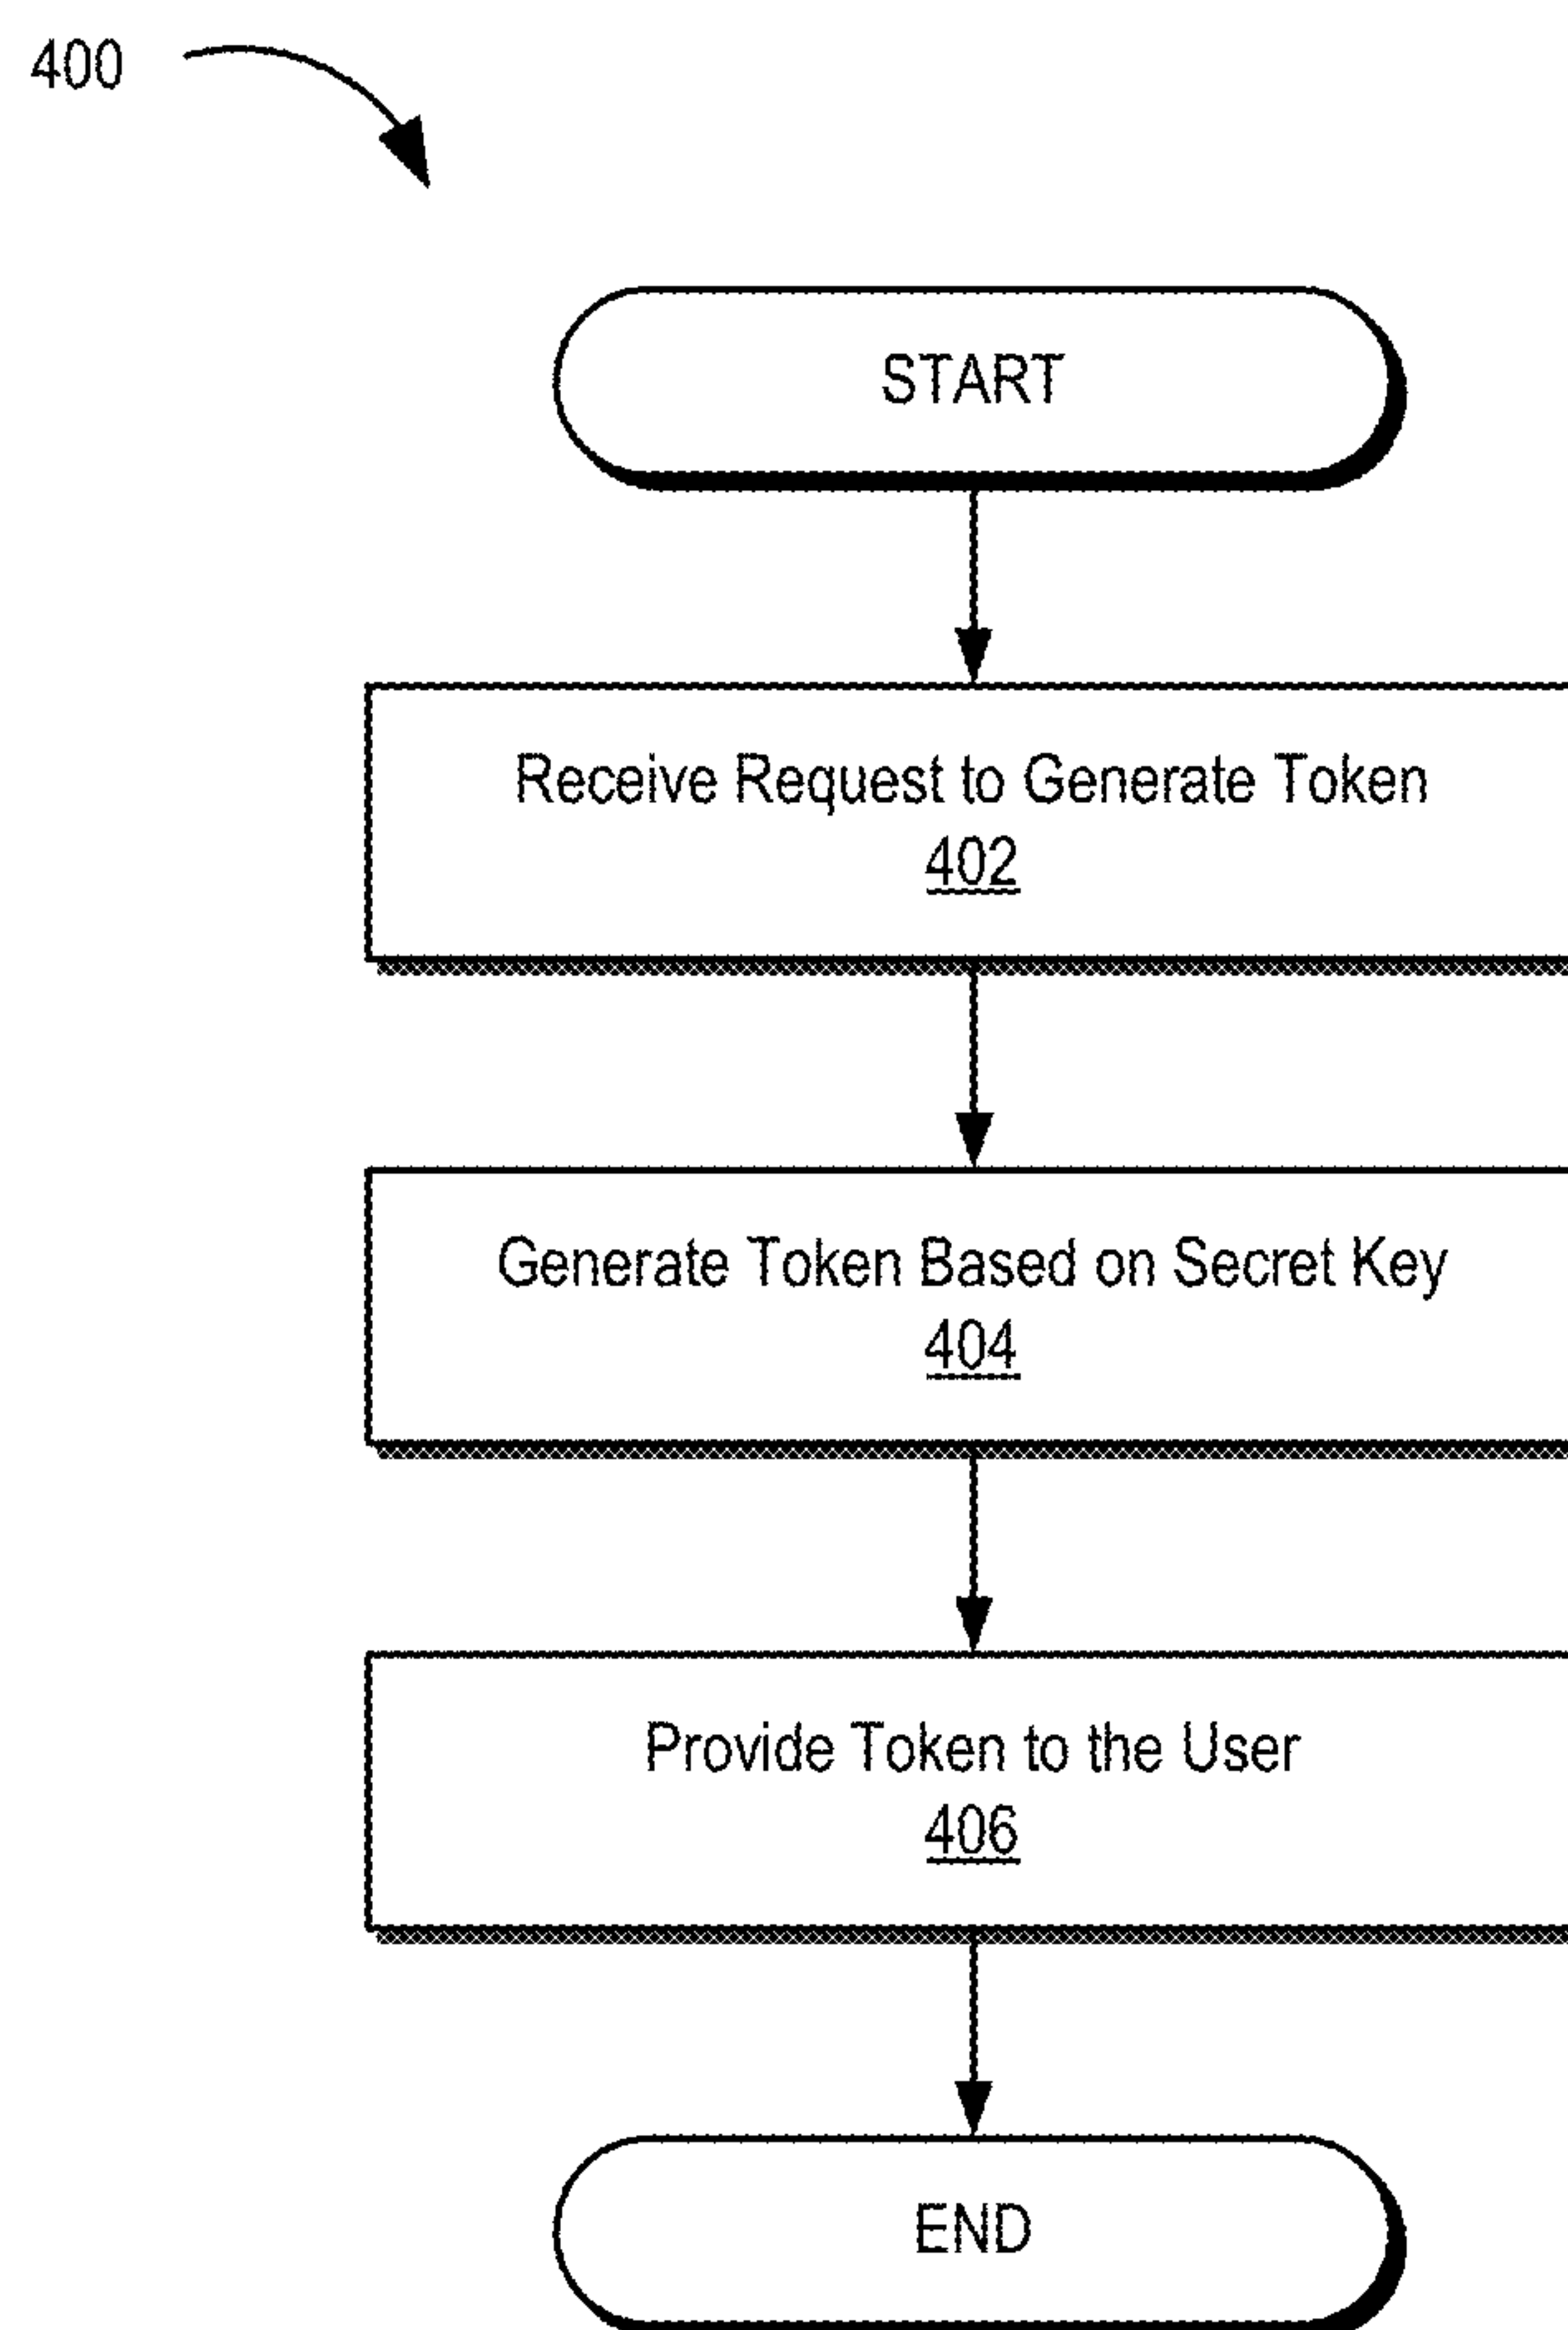 400
START
Receive Request to Generate Token
402
Generate Token Based on Secret Key
404
Provide Token to the User
406
END